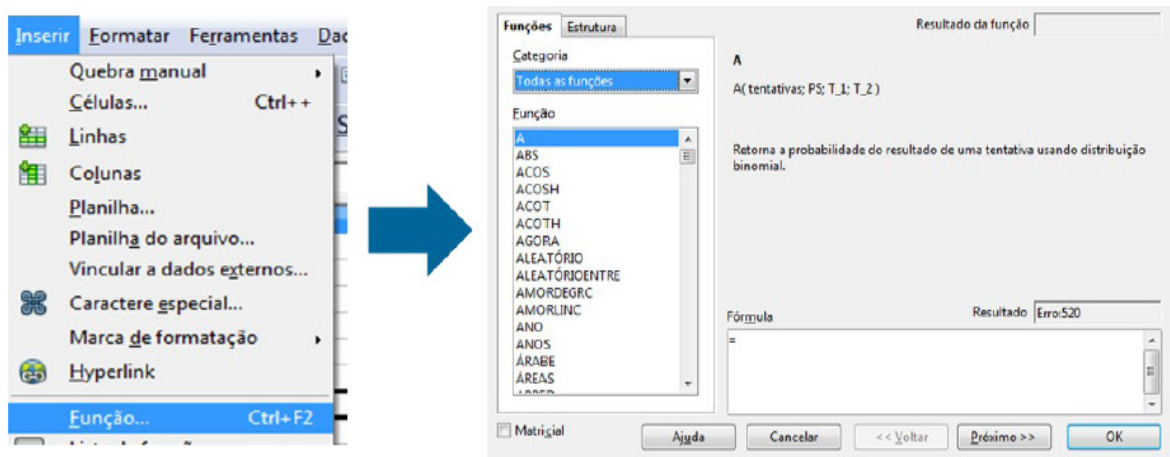 Inserir Formatar Ferramentas Dad
Quebra manual
Células... Ctrl++
Linhas
Colunas
Planilha...
Planilha do arquivo...
Vincular a dados externos...
Caractere especial...
Marca de formatação
Hyperlink
Função... Ctrl+F2
Funções Estrutura
Categoria
Todas as funções
Função
A
ABS
ACOS
ACOSH
ACOT
ACOTH
AGORA
ALEATÓRIO
ALEATÓRIOENTRE
AMORDEGRC
AMORLINC
ANO
ANOS
ÁRABE
ÁREAS
Matricial
Resultado da função
A
A( tentativas; PS; T_1; T_2 )
Retorna a probabilidade do resultado de uma tentativa usando distribuição
binomial.
Fórmula Resultado Erro:520
=
Ajuda Cancelar << Voltar Próximo >> OK